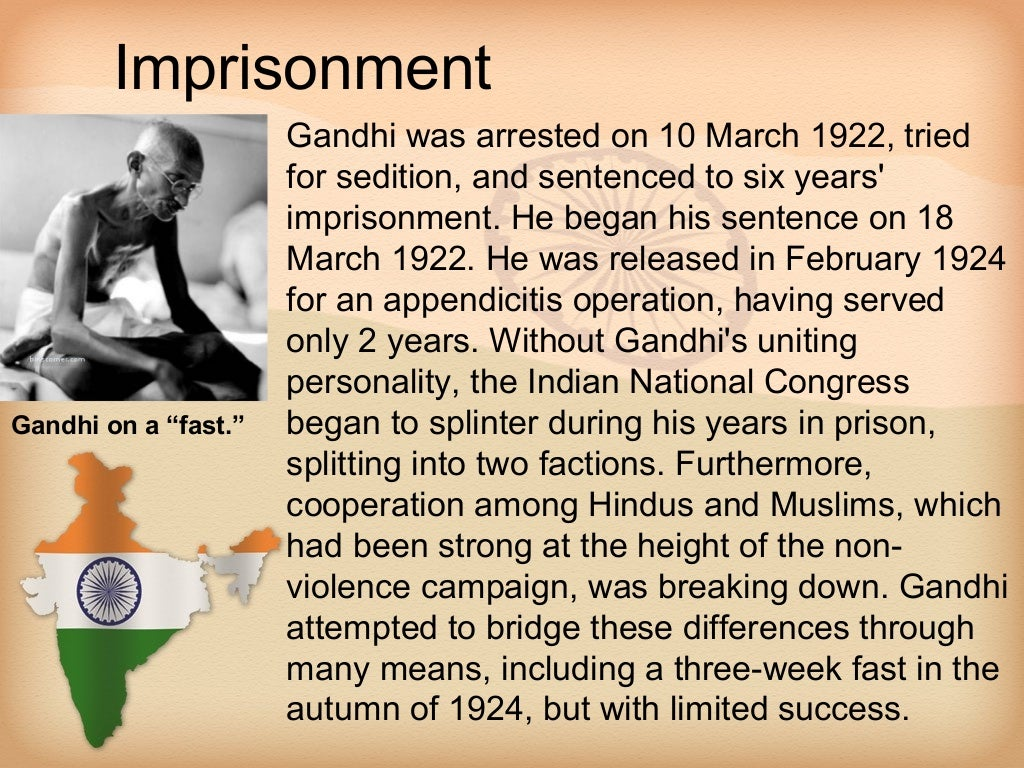 Imprisonment
Gandhi was arrested on 10 March 1922, tried
for sedition, and sentenced to six years'
imprisonment. He began his sentence on 18
March 1922. He was released in February 1924
for an appendicitis operation, having served
only 2 years. Without Gandhi's uniting
personality, the Indian National Congress
began to splinter during his years in prison,
splitting into two factions. Furthermore,
cooperation among Hindus and Muslims, which
had been strong at the height of the non-
violence campaign, was breaking down. Gandhi
attempted to bridge these differences through
many means, including a three-week fast in the
autumn of 1924, but with limited success.
Gandhi on a “fast.”